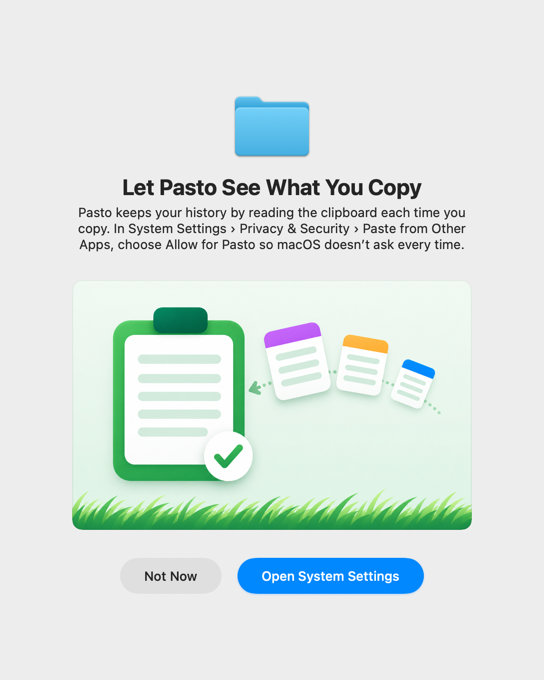 Let Pasto See What You Copy
Pasto keeps your history by reading the clipboard each time you
copy. In System Settings › Privacy & Security › Paste from Other
Apps, choose Allow for Pasto so macOS doesn’t ask every time.
Not Now
Open System Settings